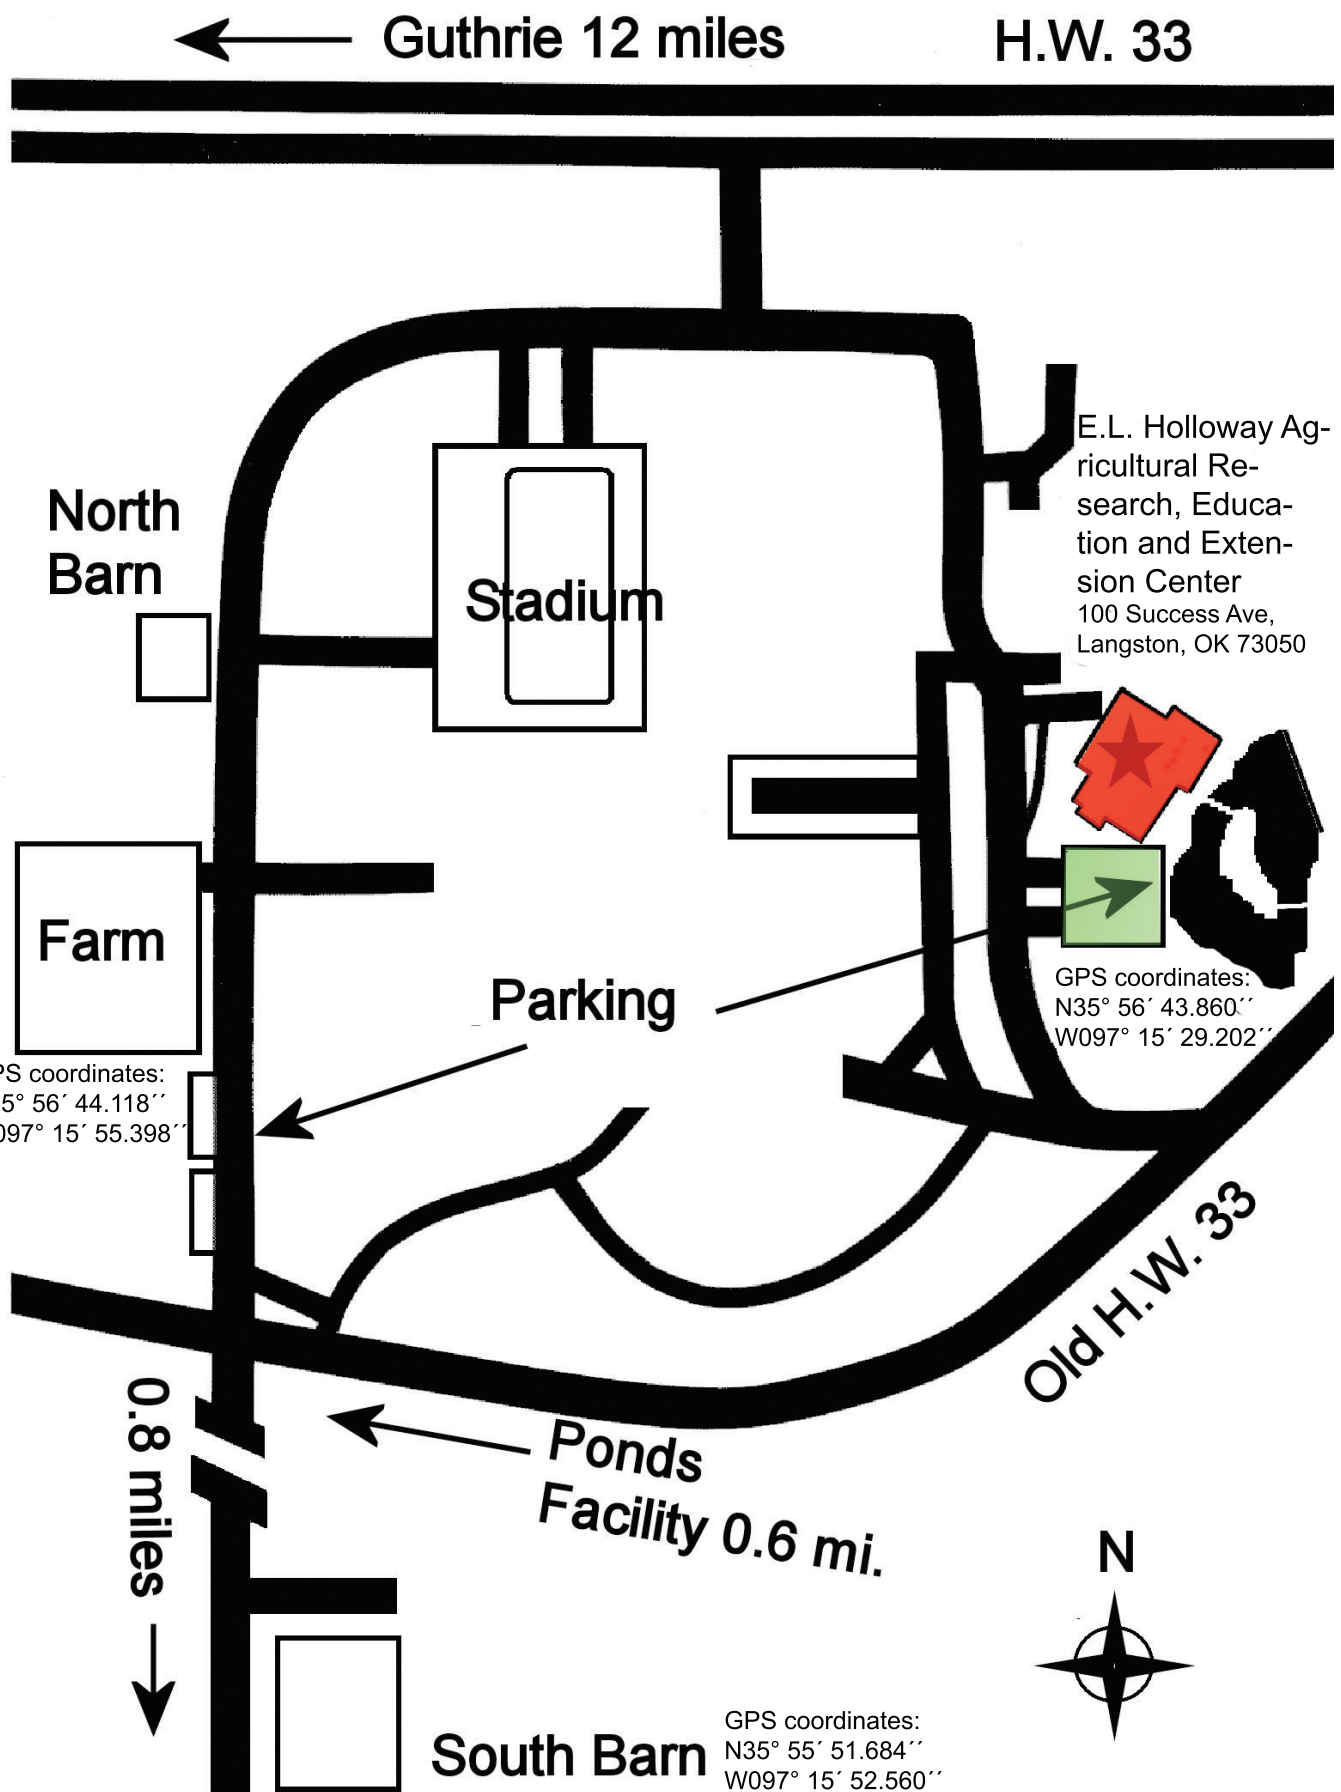 Guthrie 12 miles
H.W. 33
E.L. Holloway Ag-
ricultural Re-
search, Educa-
tion and Exten-
sion Center
100 Success Ave,
Langston, OK 73050
North
Barn
Stadium
Farm
Parking
GPS coordinates:
N35° 56´ 43.860´´
W097° 15´ 29.202´´
PS coordinates:
5° 56´ 44.118´´
097° 15´ 55.398´´
Old H.W. 33
0.8 miles
Ponds
Facility 0.6 mi.
N
South Barn
GPS coordinates:
N35° 55´ 51.684´´
W097° 15´ 52.560´´